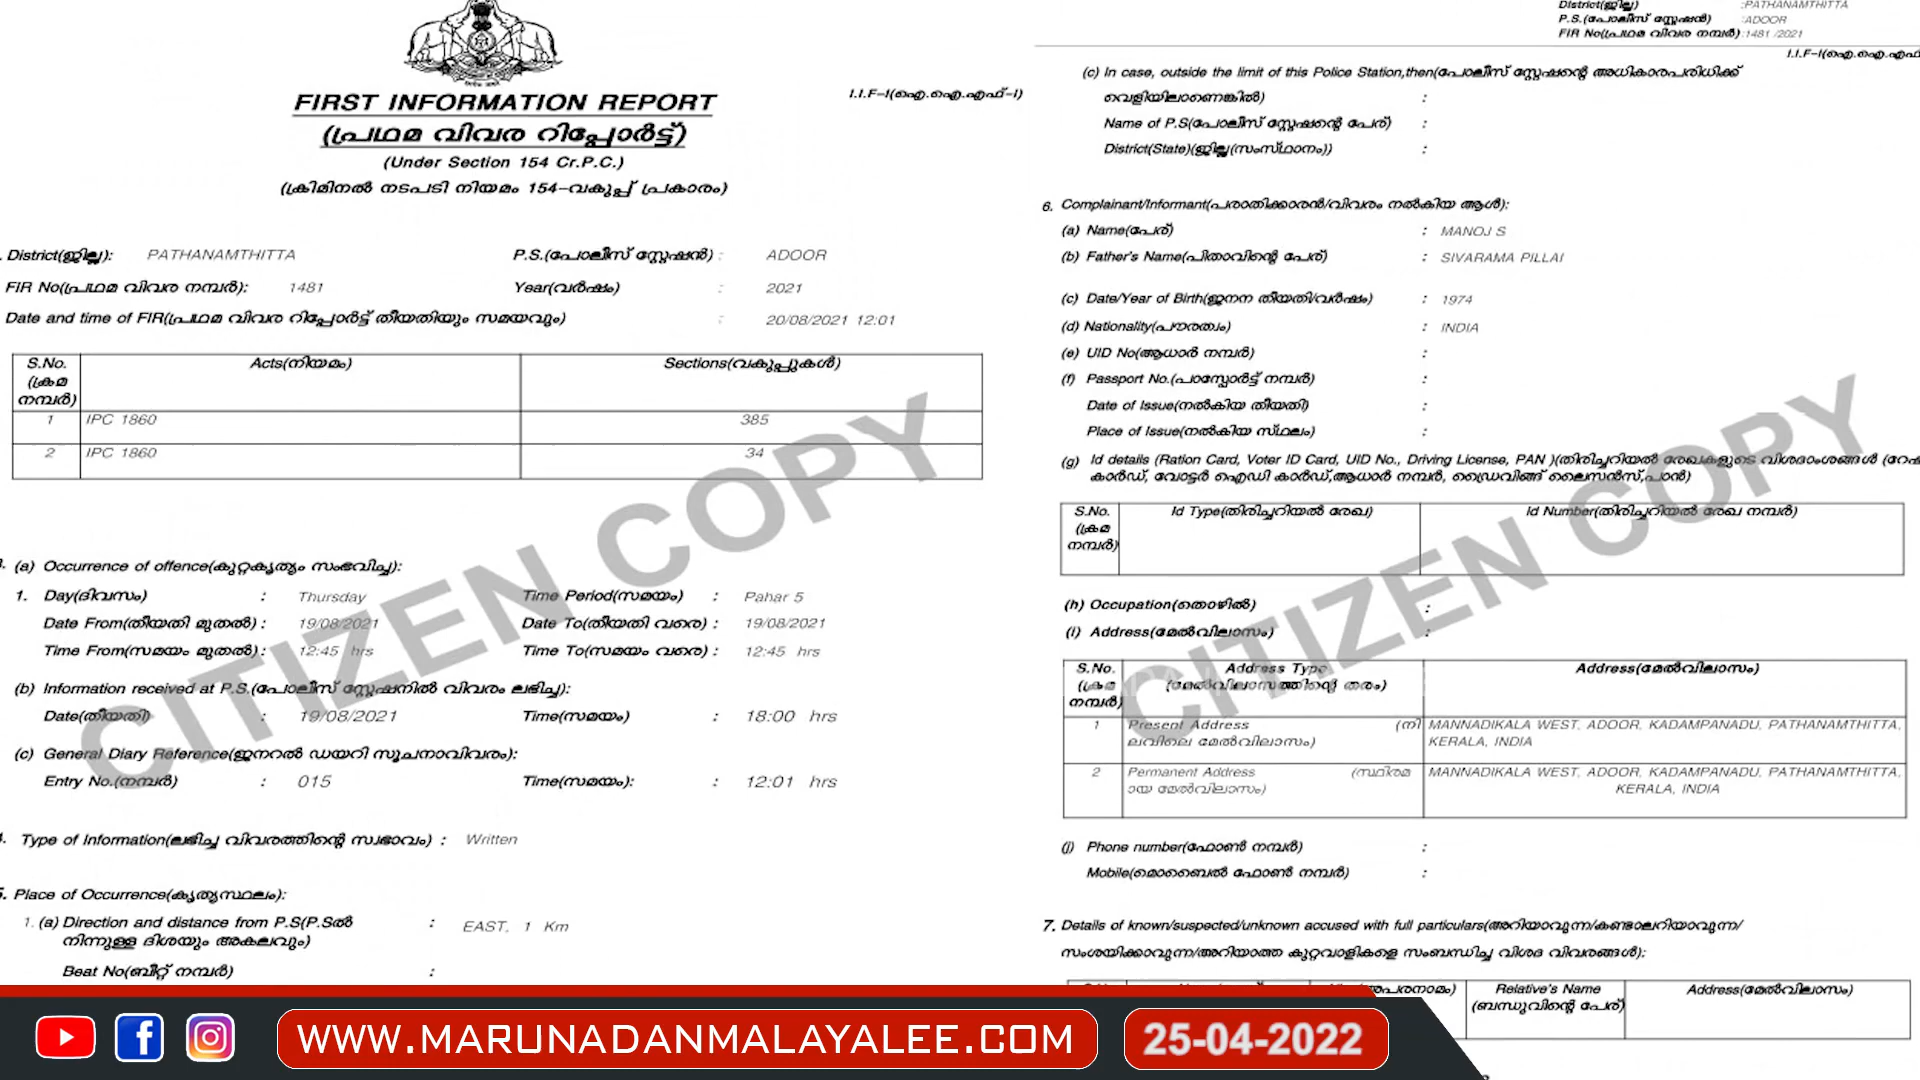 FIRST INFORMATION REPORT
I.I.F-I(ഐ.ഐ.എഫ്-I)
(പ്രഥമ വിവര റിപ്പോർട്ട്)
(Under Section 154 Cr.P.C.)
(ക്രിമിനൽ നടപടി നിയമം 154-വകുപ്പ് പ്രകാരം)
District(ജില്ല): PATHANAMTHITTA P.S.(പോലീസ് സ്റ്റേഷൻ) : ADOOR
FIR No(പ്രഥമ വിവര നമ്പർ): 1481 Year(വർഷം) : 2021
Date and time of FIR(പ്രഥമ വിവര റിപ്പോർട്ട് തീയതിയും സമയവും) : 20/08/2021 12:01
S.No. (ക്രമ നമ്പർ) Acts(നിയമം) Sections(വകുപ്പുകൾ)
1 IPC 1860 385
2 IPC 1860 34
(a) Occurrence of offence(കുറ്റകൃത്യം സംഭവിച്ച):
1. Day(ദിവസം) : Thursday Time Period(സമയം) : Pahar 5
Date From(തീയതി മുതൽ) : 19/08/2021 Date To(തീയതി വരെ) : 19/08/2021
Time From(സമയം മുതൽ) : 12:45 hrs Time To(സമയം വരെ) : 12:45 hrs
(b) Information received at P.S.(പോലീസ് സ്റ്റേഷനിൽ വിവരം ലഭിച്ച):
Date(തീയതി) : 19/08/2021 Time(സമയം) : 18:00 hrs
(c) General Diary Reference(ജനറൽ ഡയറി സൂചനാവിവരം):
Entry No.(നമ്പർ) : 015 Time(സമയം): : 12:01 hrs
Type of Information(ലഭിച്ച വിവരത്തിന്റെ സ്വഭാവം) : Written
5. Place of Occurrence(കൃത്യസ്ഥലം):
1. (a) Direction and distance from P.S(P.Sൽ : EAST, 1 Km
നിന്നുള്ള ദിശയും അകലവും)
Beat No(ബീറ്റ് നമ്പർ) :
CITIZEN COPY
District(ജില്ല) :PATHANAMTHITTA
P.S.(പോലീസ് സ്റ്റേഷൻ) :ADOOR
FIR No(പ്രഥമ വിവര നമ്പർ) :1481 /2021
I.I.F-I(ഐ.ഐ.എഫ്
(c) In case, outside the limit of this Police Station,then(പോലീസ് സ്റ്റേഷന്റെ അധികാരപരിധിക്ക്
വെളിയിലാണെങ്കിൽ) :
Name of P.S(പോലീസ് സ്റ്റേഷന്റെ പേര്) :
District(State)(ജില്ല(സംസ്ഥാനം)) :
6. Complainant/Informant(പരാതിക്കാരൻ/വിവരം നൽകിയ ആൾ):
(a) Name(പേര്) : MANOJ S
(b) Father's Name(പിതാവിന്റെ പേര്) : SIVARAMA PILLAI
(c) Date/Year of Birth(ജനന തീയതി/വർഷം) : 1974
(d) Nationality(പൗരത്വം) : INDIA
(e) UID No(ആധാർ നമ്പർ) :
(f) Passport No.(പാസ്പോർട്ട് നമ്പർ) :
Date of Issue(നൽകിയ തീയതി) :
Place of Issue(നൽകിയ സ്ഥലം) :
(g) Id details (Ration Card, Voter ID Card, UID No., Driving License, PAN )(തിരിച്ചറിയൽ രേഖകളുടെ വിശദാംശങ്ങൾ (റേഷ
കാർഡ്, വോട്ടർ ഐഡി കാർഡ്,ആധാർ നമ്പർ, ഡ്രൈവിങ്ങ് ലൈസൻസ്,പാൻ)
S.No. (ക്രമ നമ്പർ) Id Type(തിരിച്ചറിയൽ രേഖ) Id Number(തിരിച്ചറിയൽ രേഖ നമ്പർ)
(h) Occupation(തൊഴിൽ) :
(i) Address(മേൽവിലാസം) :
S.No. (ക്രമ നമ്പർ) Address Type (മേൽവിലാസത്തിന്റെ തരം) Address(മേൽവിലാസം)
1 Present Address (നി MANNADIKALA WEST, ADOOR, KADAMPANADU, PATHANAMTHITTA,
ലവിലെ മേൽവിലാസം) KERALA, INDIA
2 Permanent Address (സ്ഥിരമ MANNADIKALA WEST, ADOOR, KADAMPANADU, PATHANAMTHITTA,
ായ മേൽവിലാസം) KERALA, INDIA
(j) Phone number(ഫോൺ നമ്പർ) :
Mobile(മൊബൈൽ ഫോൺ നമ്പർ) :
7. Details of known/suspected/unknown accused with full particulars(അറിയാവുന്ന/കണ്ടാലറിയാവുന്ന/
സംശയിക്കാവുന്ന/അറിയാത്ത കുറ്റവാളികളെ സംബന്ധിച്ച വിശദ വിവരങ്ങൾ):
(അപരനാമം) Relative's Name (ബന്ധുവിന്റെ പേര്) Address(മേൽവിലാസം)
CITIZEN COPY
WWW.MARUNADANMALAYALEE.COM 25-04-2022